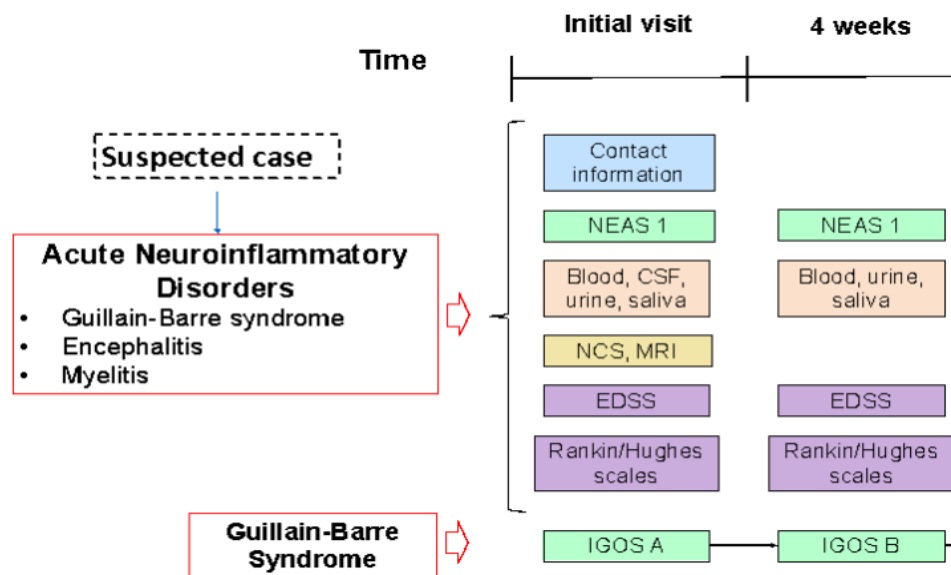 Initial visit
4 weeks
Time
Suspected case
Acute Neuroinflammatory
Disorders
• Guillain-Barre syndrome
• Encephalitis
• Myelitis
Contact
information
NEAS 1
NEAS 1
Blood, CSF,
urine, saliva
Blood, urine,
saliva
NCS, MRI
EDSS
EDSS
Rankin/Hughes
scales
Rankin/Hughes
scales
Guillain-Barre
Syndrome
IGOS A
IGOS B